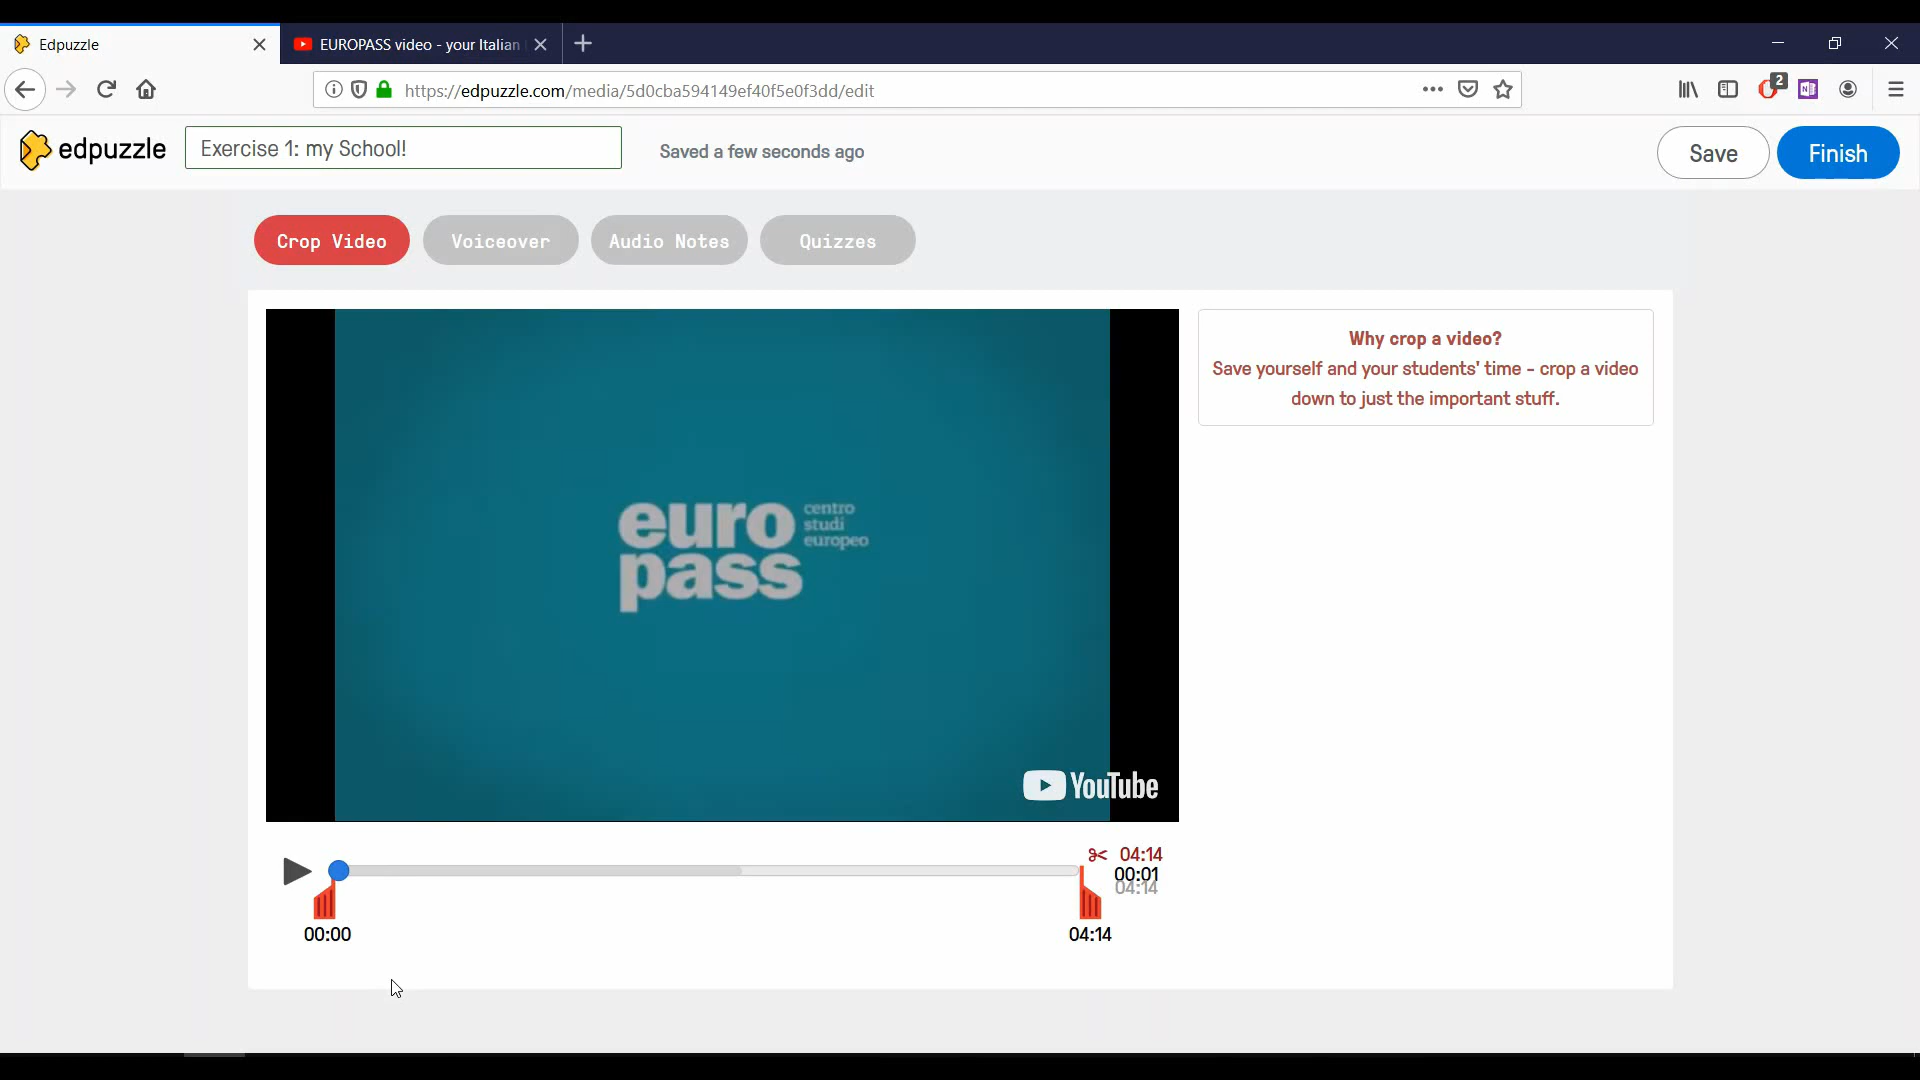 Edpuzzle
EUROPASS video - your Italian
https://edpuzzle.com/media/5d0cba594149ef40f5e0f3dd/edit
2
edpuzzle
Exercise 1: my School!
Saved a few seconds ago
Save
Finish
Crop Video
Voiceover
Audio Notes
Quizzes
euro
pass
centro
studi
europeo
YouTube
Why crop a video?
Save yourself and your students' time - crop a video
down to just the important stuff.
04:14
00:01
04:14
00:00
04:14